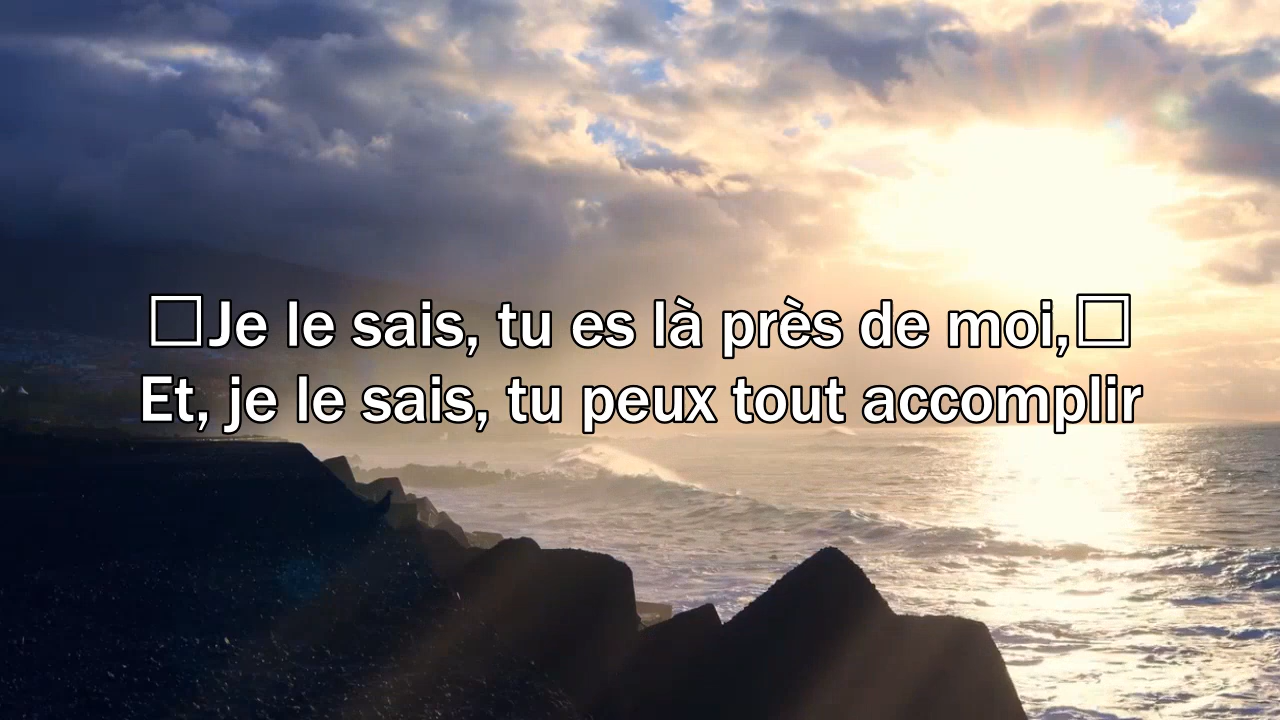 □Je le sais, tu es là près de moi,□
Et, je le sais, tu peux tout accomplir